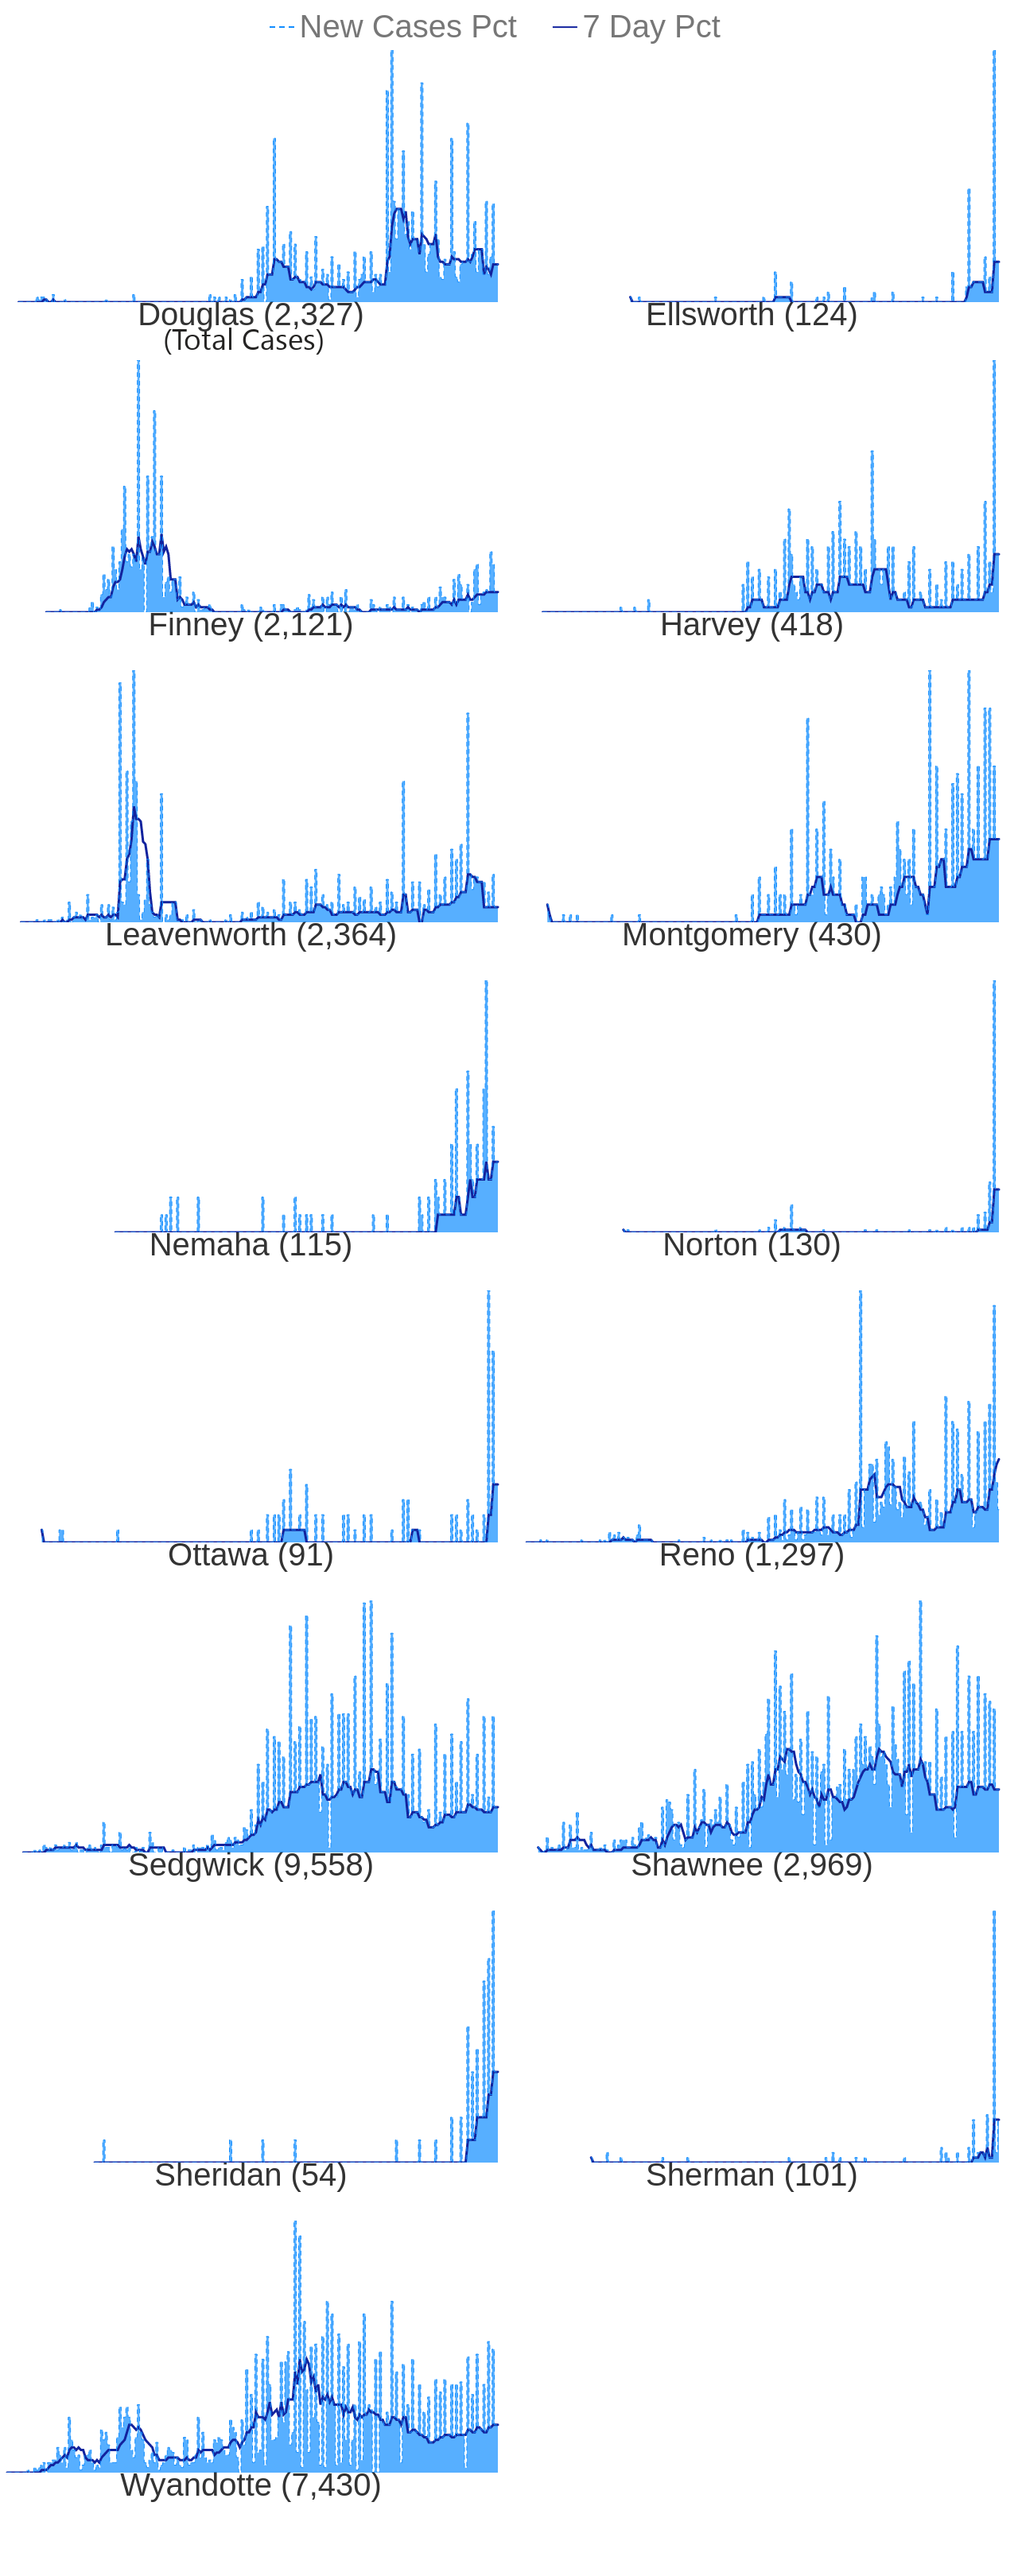 New Cases Pct 7 Day Pct
Douglas (2,327) Ellsworth (124)
(Total Cases)
Finney (2,121) Harvey (418)
Leavenworth (2,364) Montgomery (430)
Nemaha (115) Norton (130)
Ottawa (91) Reno (1,297)
Sedgwick (9,558) Shawnee (2,969)
Sheridan (54) Sherman (101)
Wyandotte (7,430)